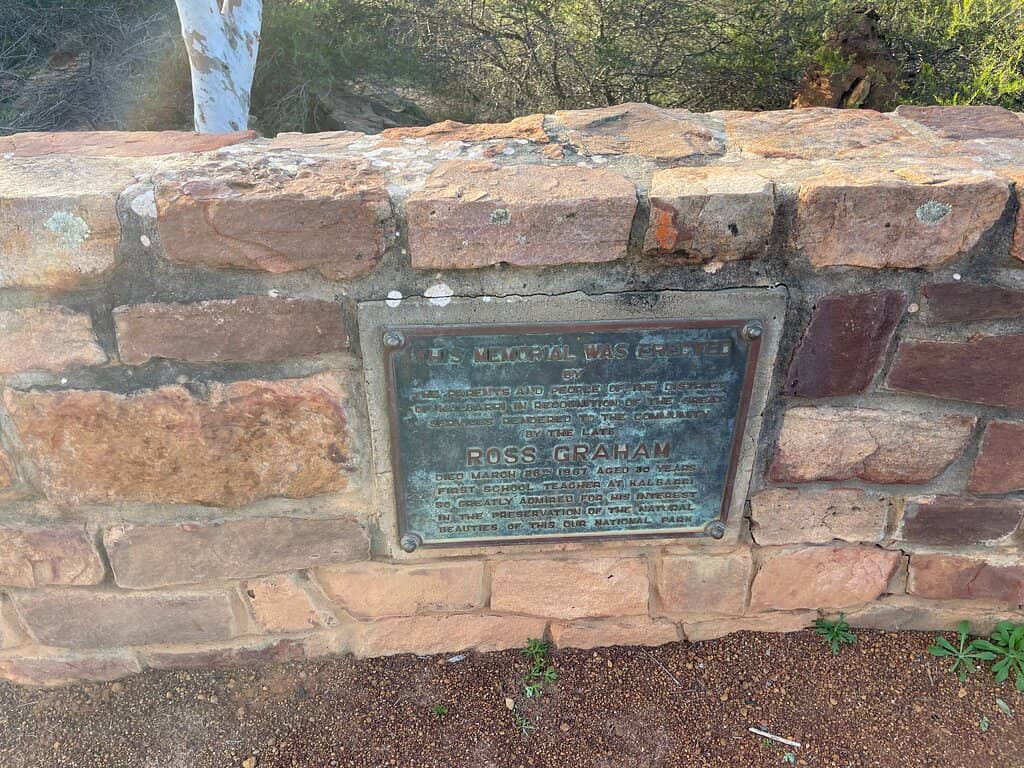 THIS MEMORIAL WAS ERECTED
BY
THE PARENTS AND PEOPLE OF THE DISTRICT
OF KALBARRI IN RECOGNITION OF THE GREAT
SERVICES RENDERED TO THE COMMUNITY
BY THE LATE
ROSS GRAHAM
DIED MARCH 26TH 1967 AGED 30 YEARS
FIRST SCHOOL TEACHER AT KALBARRI
SO GREATLY ADMIRED FOR HIS INTEREST
IN THE PRESERVATION OF THE NATURAL
BEAUTIES OF THIS OUR NATIONAL PARK